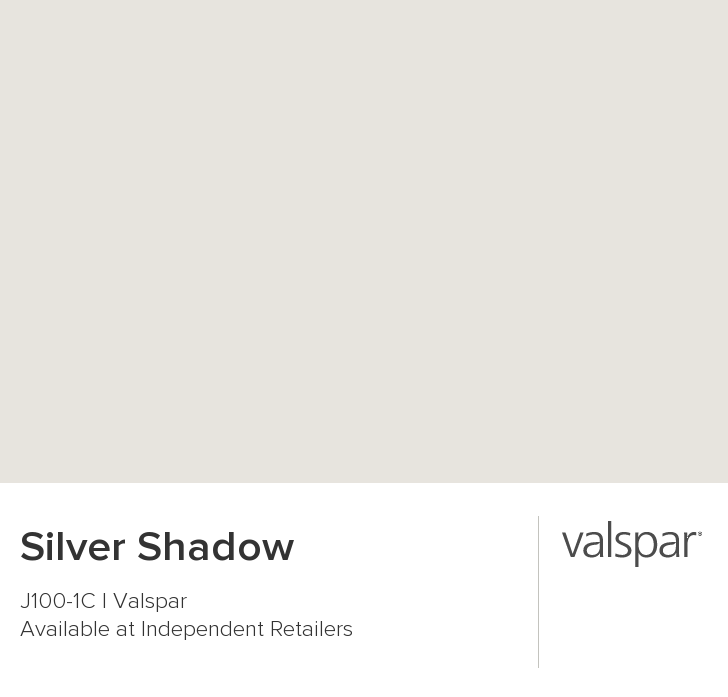 Silver Shadow
J100-1C | Valspar
Available at Independent Retailers
valspar®